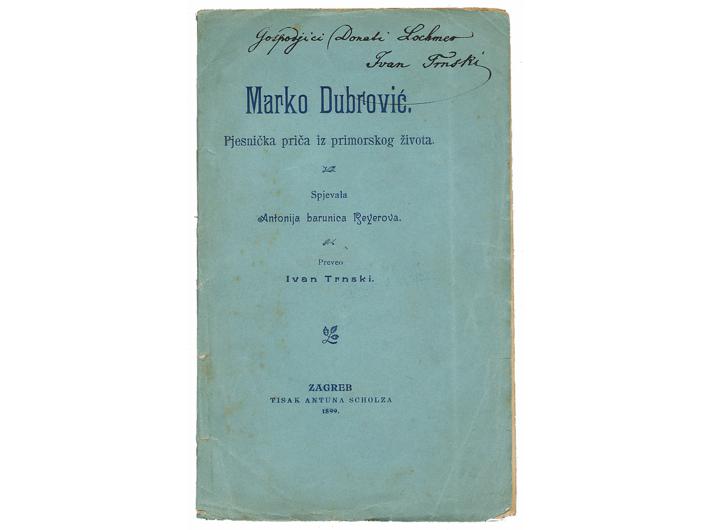 Gospodjici Donati Lochmer
Ivan Trnski
Marko Dubrović.
Pjesnička priča iz primorskog života.
Spjevala
Antonija barunica Reyerova.
Preveo
Ivan Trnski.
ZAGREB
TISAK ANTUNA SCHOLZA
1899.